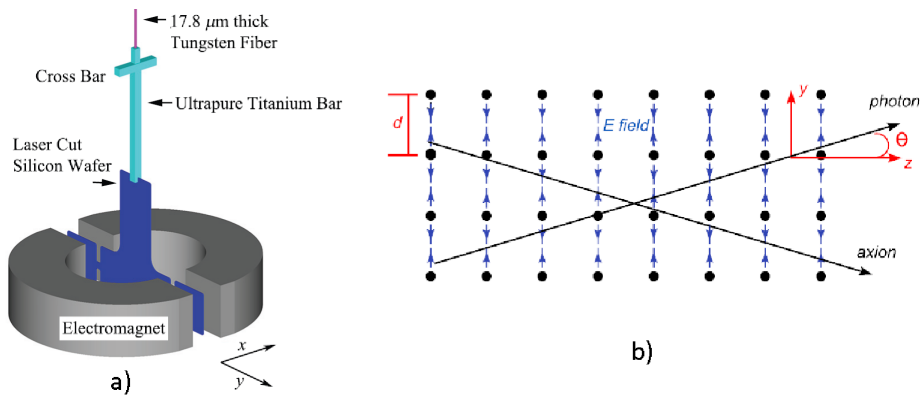 17.8 μm thick
Tungsten Fiber
Cross Bar
Ultrapure Titanium Bar
Laser Cut
Silicon Wafer
Electromagnet
x
y
a)
d
E field
y
photon
θ
z
axion
b)